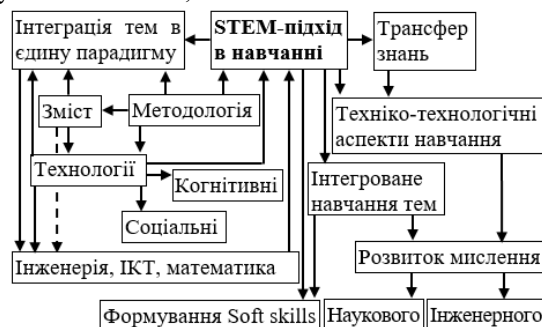 Інтеграція тем в
єдину парадигму
STEM-підхід
в навчанні
Трансфер
знань
Зміст
Методологія
Техніко-технологічні
аспекти навчання
Технології
Когнітивні
Інтегроване
навчання тем
Соціальні
Інженерія, ІКТ, математика
Розвиток мислення
Формування Soft skills
Наукового
Інженерного